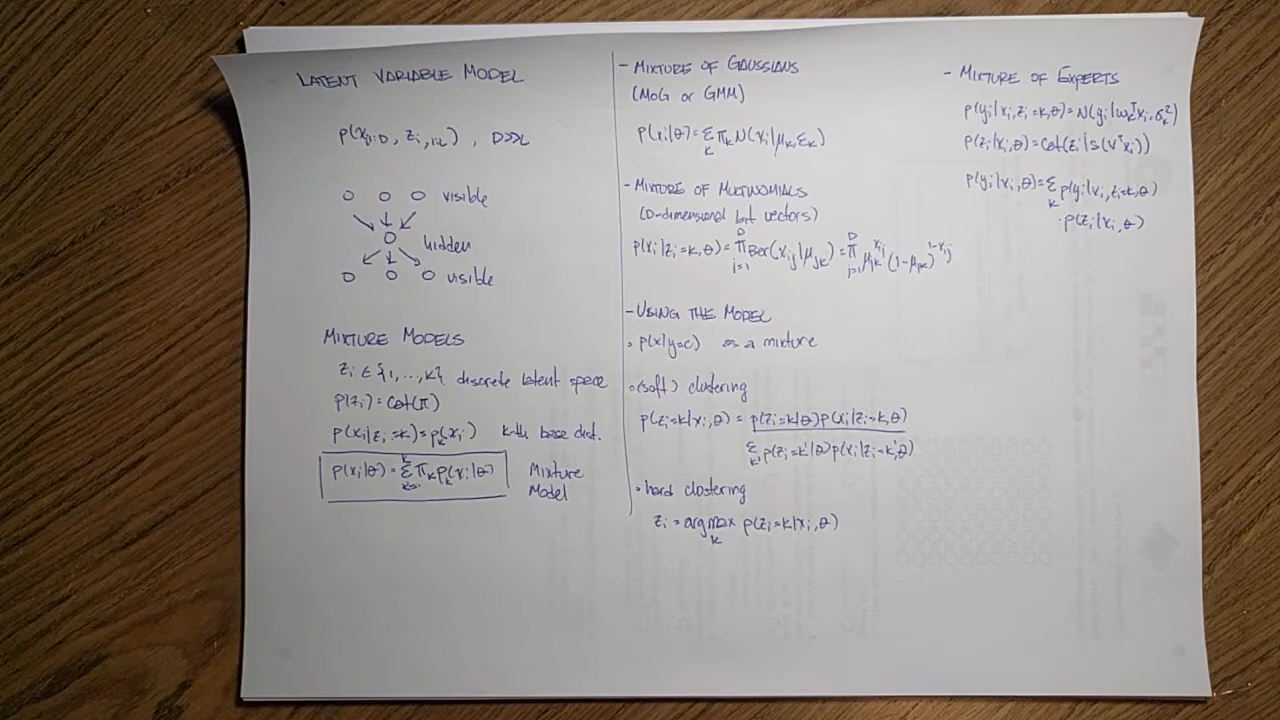 LATENT VARIABLE MODEL
p(x_{i,1:D}, z_{i,1:L}), D>>L
visible
hidden
visible
MIXTURE MODELS
z_i ∈ {1,...,K} discrete latent space
p(z_i) = Cat(π)
p(x_i|z_i=k) = p_k(x_i) k-th base dist.
p(x_i|θ) = Σ_{k=1}^{K} π_k p_k(x_i|θ) Mixture
Model
- MIXTURE OF GAUSSIANS
(MoG or GMM)
p(x_i|θ) = Σ_k π_k N(x_i|μ_k, Σ_k)
- MIXTURE OF MULTINOMIALS
(D-dimensional bit vectors)
p(x_i|z_i=k,θ) = ∏_{j=1}^{D} Ber(x_{ij}|μ_{jk}) = ∏_{j=1}^{D} μ_{jk}^{x_{ij}} (1-μ_{jk})^{1-x_{ij}}
- USING THE MODEL
• p(x|y=c) as a mixture
• (soft) clustering
p(z_i=k|x_i,θ) = p(z_i=k|θ)p(x_i|z_i=k,θ)
Σ_{k'} p(z_i=k'|θ)p(x_i|z_i=k',θ)
• hard clustering
z_i = argmax_k p(z_i=k|x_i,θ)
- MIXTURE OF EXPERTS
p(y_i|x_i,z_i=k,θ) = N(y_i|w_k^T x_i, σ_k^2)
p(z_i|x_i,θ) = Cat(z_i|S(V^T x_i))
p(y_i|x_i,θ) = Σ_k p(y_i|x_i,z_i=k,θ)
· p(z_i|x_i,θ)